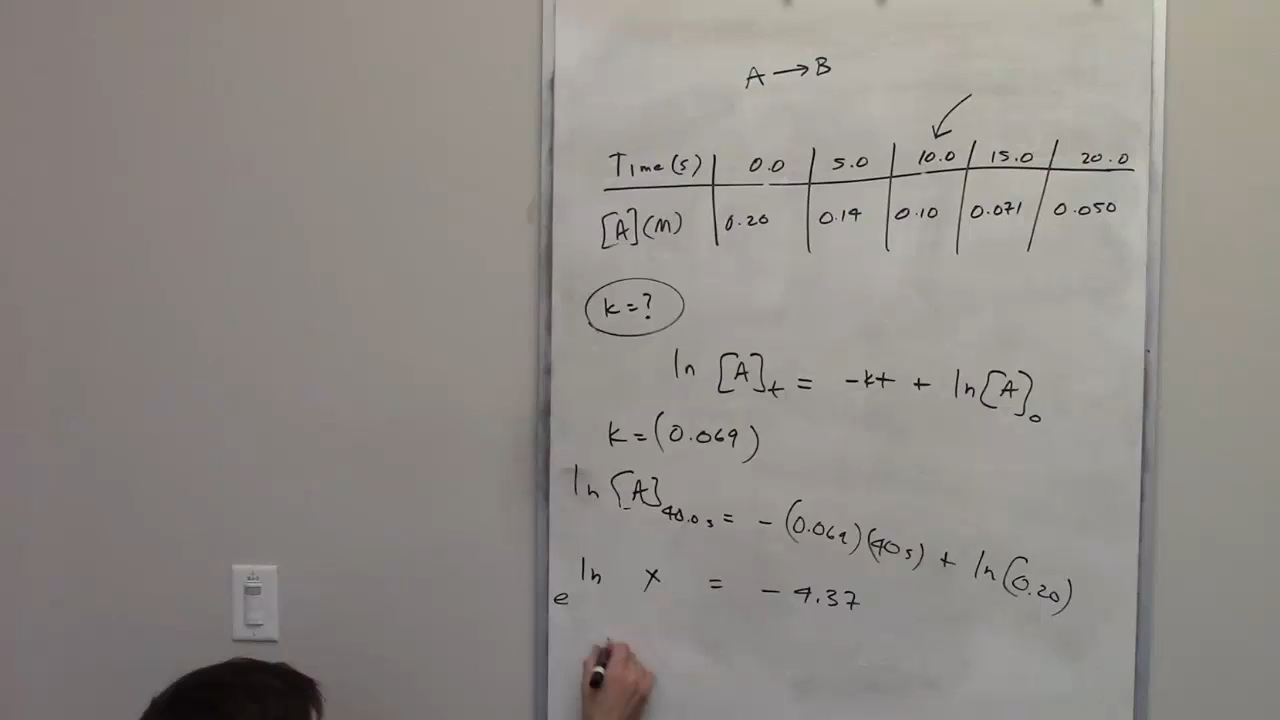 A → B
Time (s) | 0.0 | 5.0 | 10.0 | 15.0 | 20.0
[A] (M) | 0.20 | 0.14 | 0.10 | 0.071 | 0.050
k = ?
ln [A]t = -kt + ln [A]0
k = (0.069)
ln [A]40.0 s = - (0.069)(40 s) + ln (0.20)
ln x = - 4.37
e